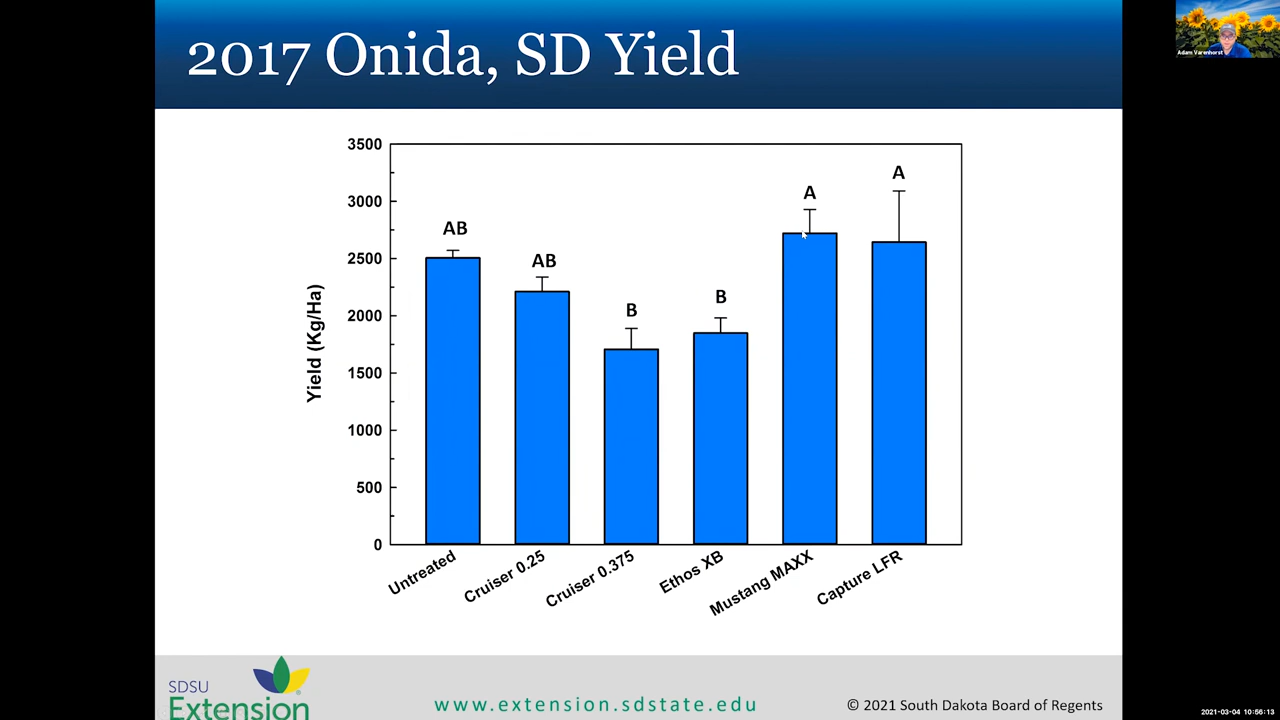 2017 Onida, SD Yield
Adam Varenhorst
3500
3000
2500
2000
1500
1000
500
0
Yield (Kg/Ha)
AB
AB
B
B
A
A
Untreated
Cruiser 0.25
Cruiser 0.375
Ethos XB
Mustang MAXX
Capture LFR
SDSU
Extension
www.extension.sdstate.edu
© 2021 South Dakota Board of Regents
2021-03-04 10:56:13